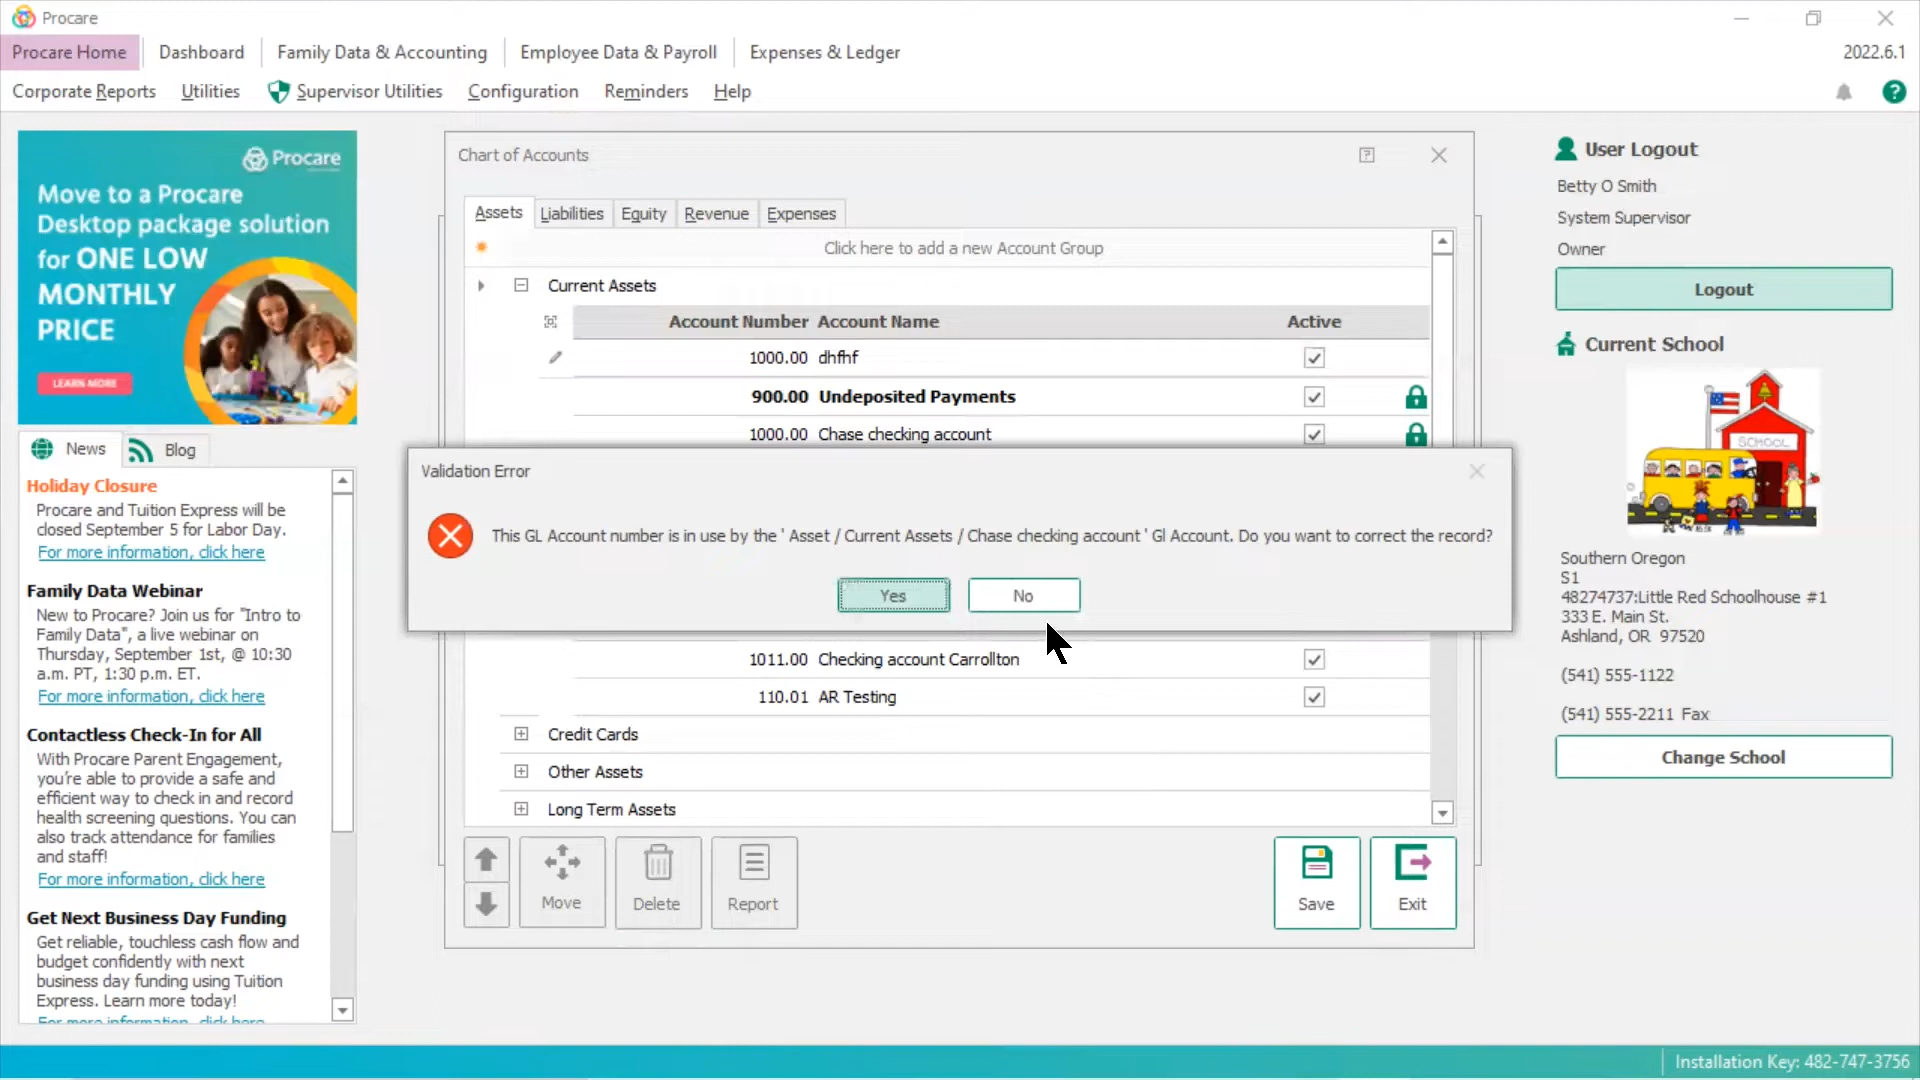 Procare
Procare Home
Dashboard
Family Data & Accounting
Employee Data & Payroll
Expenses & Ledger
2022.6.1
Corporate Reports
Utilities
Supervisor Utilities
Configuration
Reminders
Help
?
Procare
Move to a Procare
Desktop package solution
for ONE LOW
MONTHLY
PRICE
LEARN MORE
News
Blog
Holiday Closure
Procare and Tuition Express will be
closed September 5 for Labor Day.
For more information, click here
Family Data Webinar
New to Procare? Join us for "Intro to
Family Data", a live webinar on
Thursday, September 1st, @ 10:30
a.m. PT, 1:30 p.m. ET.
For more information, click here
Contactless Check-In for All
With Procare Parent Engagement,
you're able to provide a safe and
efficient way to check in and record
health screening questions. You can
also track attendance for families
and staff!
For more information, click here
Get Next Business Day Funding
Get reliable, touchless cash flow and
budget confidently with next
business day funding using Tuition
Express. Learn more today!
For more information, click here
Chart of Accounts
?
Assets
Liabilities
Equity
Revenue
Expenses
Click here to add a new Account Group
Current Assets
Account Number Account Name Active
1000.00 dhfhf
900.00 Undeposited Payments
1000.00 Chase checking account
Validation Error
This GL Account number is in use by the ' Asset / Current Assets / Chase checking account ' Gl Account. Do you want to correct the record?
Yes
No
1011.00 Checking account Carrollton
110.01 AR Testing
Credit Cards
Other Assets
Long Term Assets
Move
Delete
Report
Save
Exit
User Logout
Betty O Smith
System Supervisor
Owner
Logout
Current School
SCHOOL
Southern Oregon
S1
48274737:Little Red Schoolhouse #1
333 E. Main St.
Ashland, OR 97520
(541) 555-1122
(541) 555-2211 Fax
Change School
Installation Key: 482-747-3756